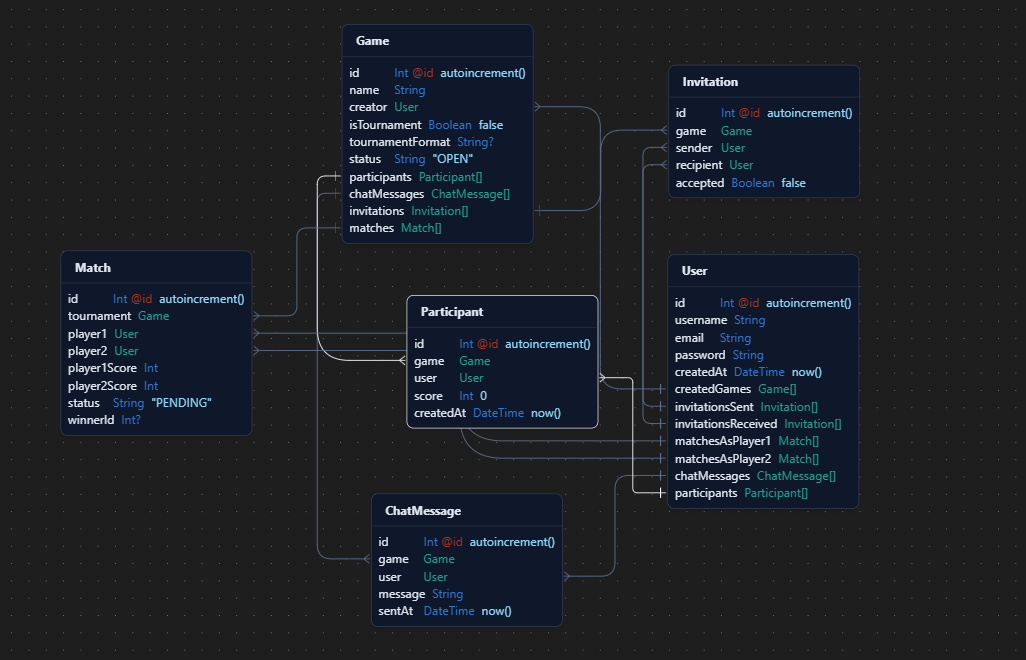 Game
id Int @id autoincrement()
name String
creator User
isTournament Boolean false
tournamentFormat String?
status String "OPEN"
participants Participant[]
chatMessages ChatMessage[]
invitations Invitation[]
matches Match[]
Invitation
id Int @id autoincrement()
game Game
sender User
recipient User
accepted Boolean false
Match
id Int @id autoincrement()
tournament Game
player1 User
player2 User
player1Score Int
player2Score Int
status String "PENDING"
winnerId Int?
Participant
id Int @id autoincrement()
game Game
user User
score Int 0
createdAt DateTime now()
User
id Int @id autoincrement()
username String
email String
password String
createdAt DateTime now()
createdGames Game[]
invitationsSent Invitation[]
invitationsReceived Invitation[]
matchesAsPlayer1 Match[]
matchesAsPlayer2 Match[]
chatMessages ChatMessage[]
participants Participant[]
ChatMessage
id Int @id autoincrement()
game Game
user User
message String
sentAt DateTime now()